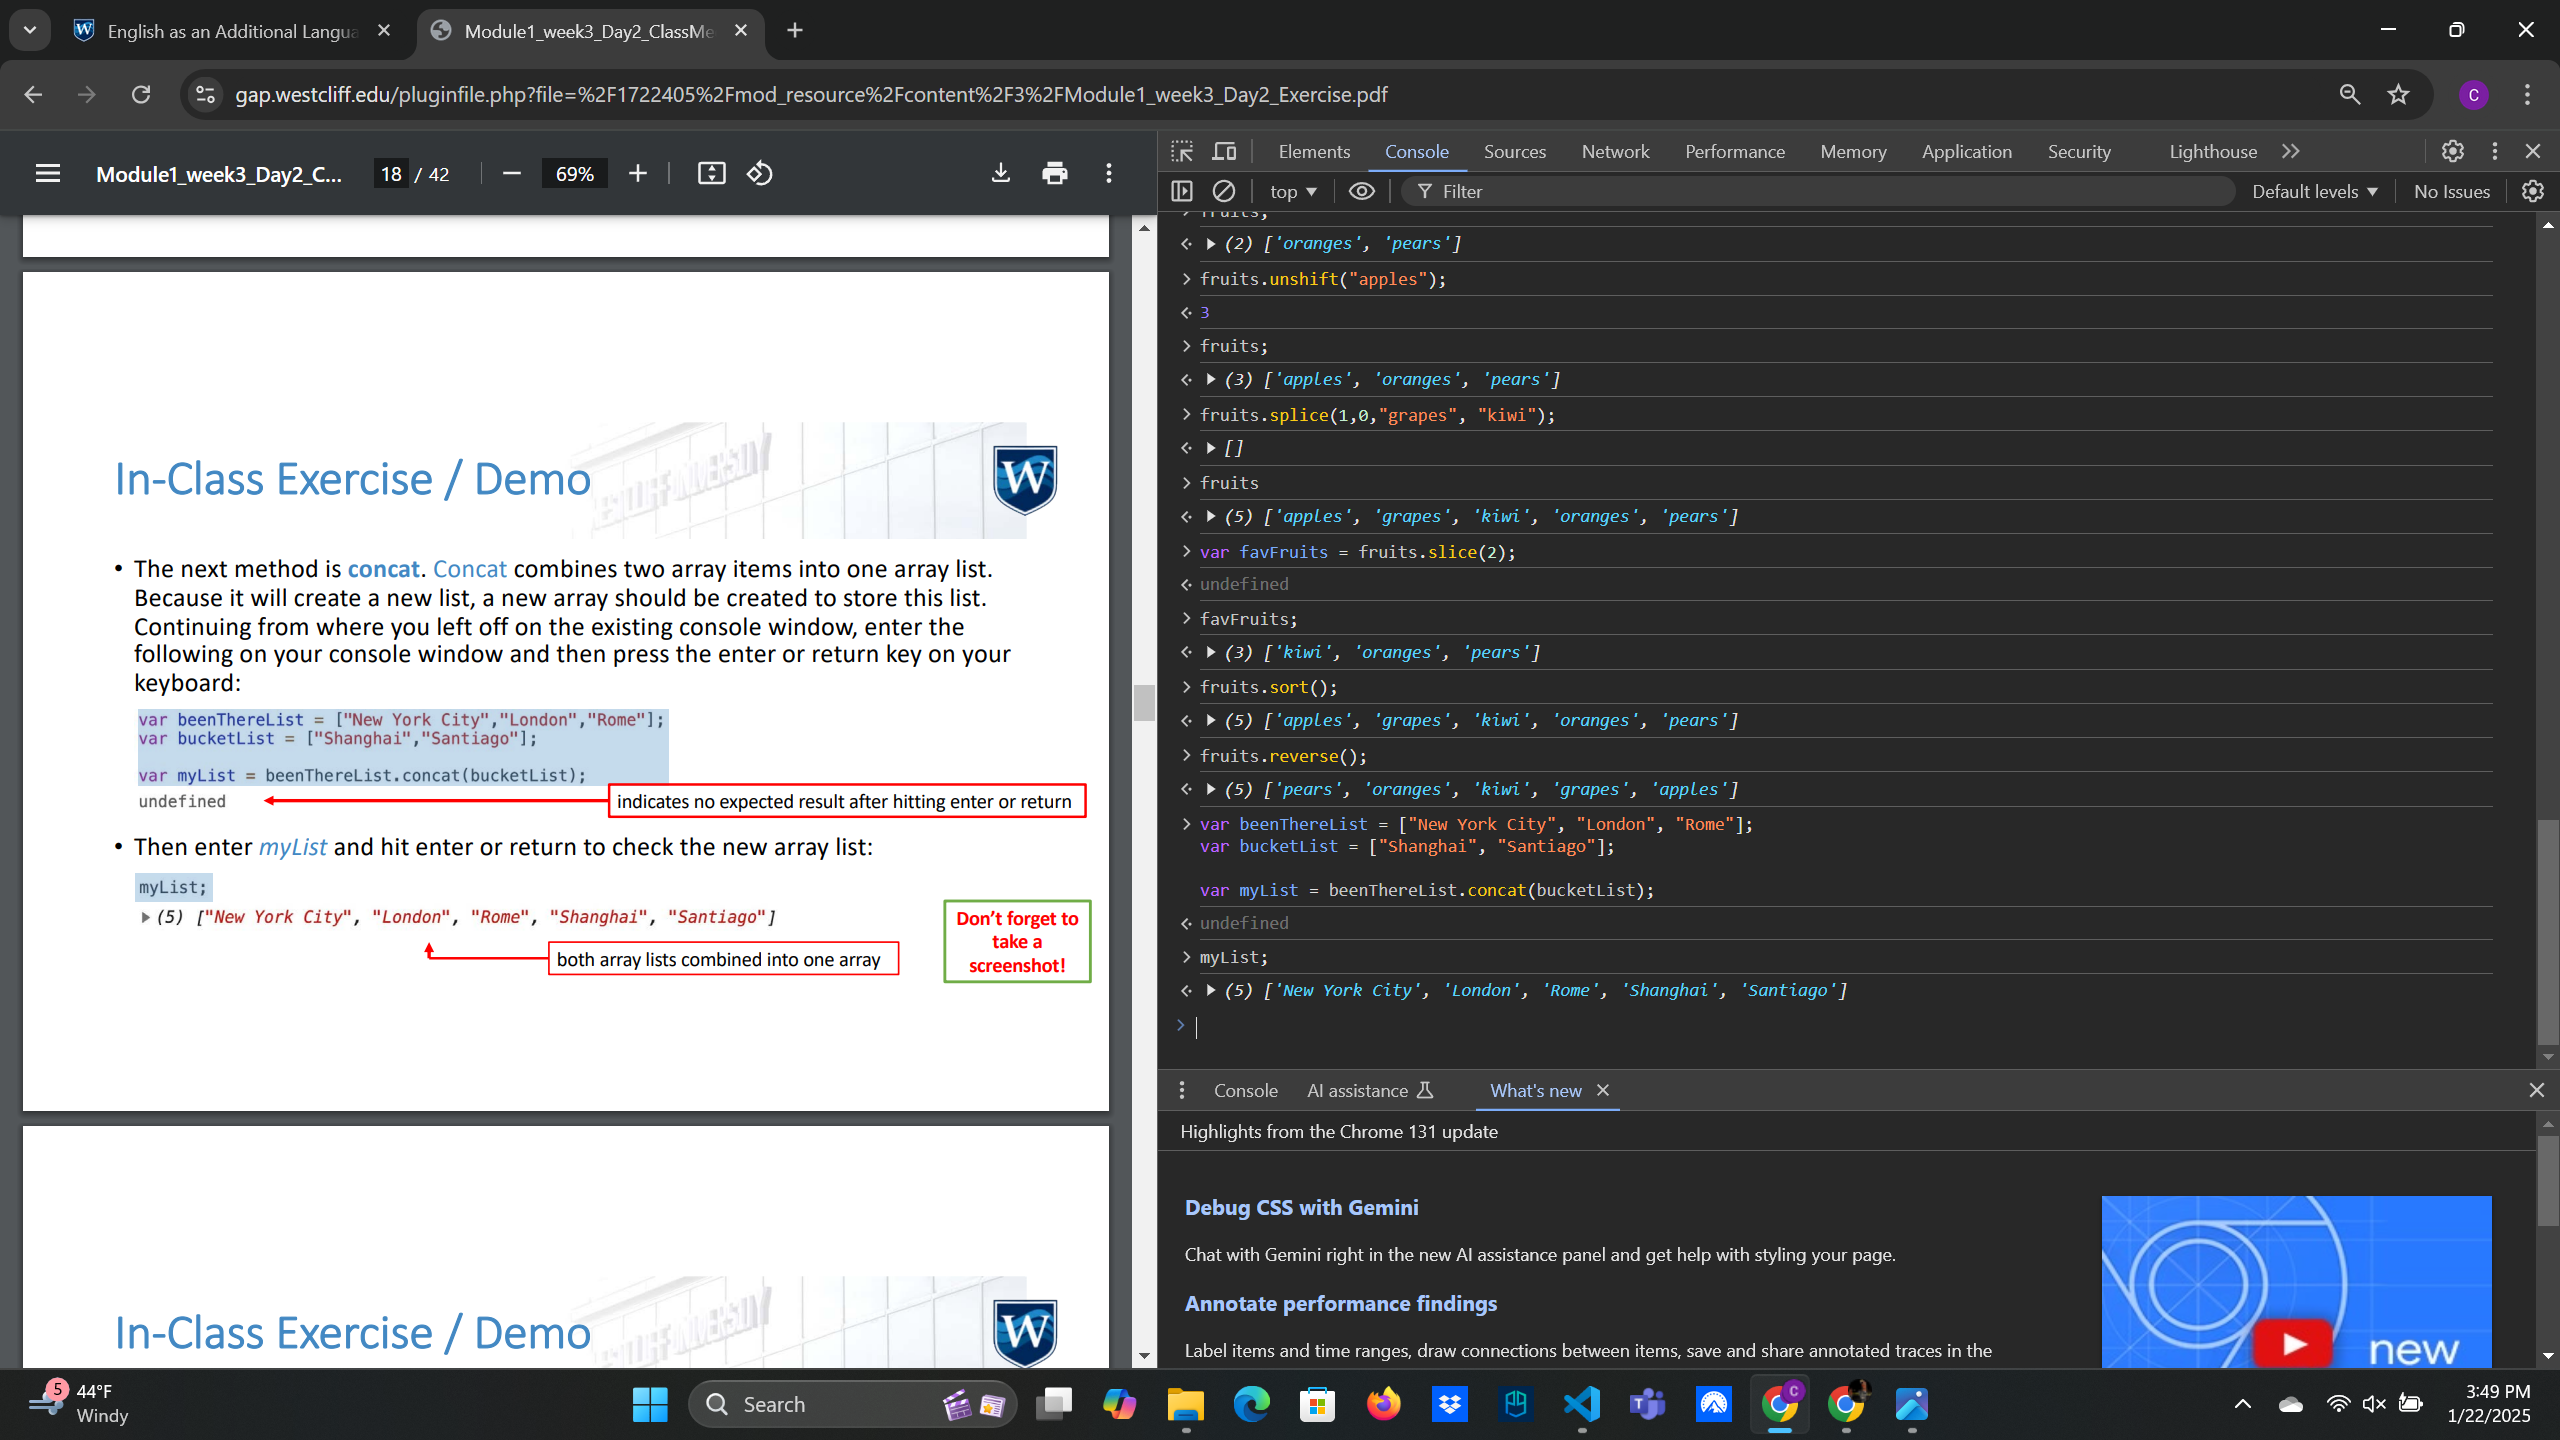 English as an Additional Langua
Module1_week3_Day2_ClassMe
gap.westcliff.edu/pluginfile.php?file=%2F1722405%2Fmod_resource%2Fcontent%2F3%2FModule1_week3_Day2_Exercise.pdf
C
Module1_week3_Day2_C...
18 / 42
69%
In-Class Exercise / Demo
W
• The next method is concat. Concat combines two array items into one array list.
Because it will create a new list, a new array should be created to store this list.
Continuing from where you left off on the existing console window, enter the
following on your console window and then press the enter or return key on your
keyboard:
var beenThereList = ["New York City","London","Rome"];
var bucketList = ["Shanghai","Santiago"];
var myList = beenThereList.concat(bucketList);
undefined
indicates no expected result after hitting enter or return
• Then enter myList and hit enter or return to check the new array list:
myList;
(5) ["New York City", "London", "Rome", "Shanghai", "Santiago"]
both array lists combined into one array
Don't forget to
take a
screenshot!
In-Class Exercise / Demo
W
Elements Console Sources Network Performance Memory Application Security Lighthouse
top Filter Default levels No Issues
fruits;
(2) ['oranges', 'pears']
fruits.unshift("apples");
3
fruits;
(3) ['apples', 'oranges', 'pears']
fruits.splice(1,0,"grapes", "kiwi");
[]
fruits
(5) ['apples', 'grapes', 'kiwi', 'oranges', 'pears']
var favFruits = fruits.slice(2);
undefined
favFruits;
(3) ['kiwi', 'oranges', 'pears']
fruits.sort();
(5) ['apples', 'grapes', 'kiwi', 'oranges', 'pears']
fruits.reverse();
(5) ['pears', 'oranges', 'kiwi', 'grapes', 'apples']
var beenThereList = ["New York City", "London", "Rome"];
var bucketList = ["Shanghai", "Santiago"];
var myList = beenThereList.concat(bucketList);
undefined
myList;
(5) ['New York City', 'London', 'Rome', 'Shanghai', 'Santiago']
Console AI assistance What's new
Highlights from the Chrome 131 update
Debug CSS with Gemini
Chat with Gemini right in the new AI assistance panel and get help with styling your page.
Annotate performance findings
Label items and time ranges, draw connections between items, save and share annotated traces in the
new
5
44°F
Windy
Search
C
3:49 PM
1/22/2025